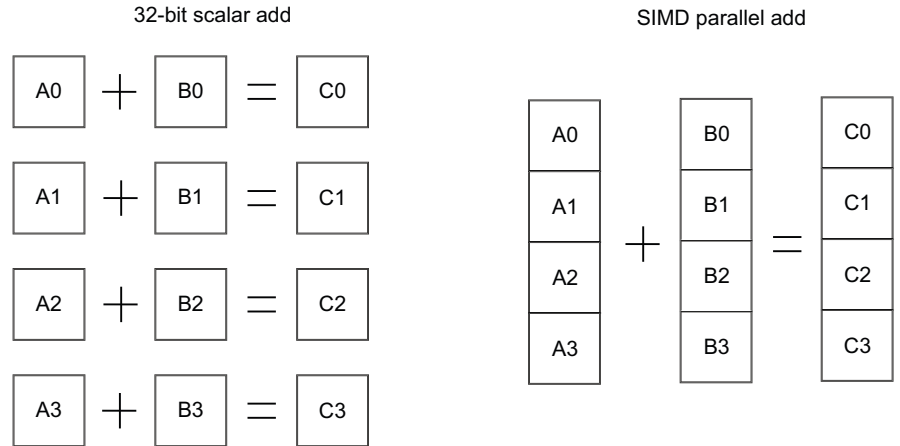 32-bit scalar add
A0 + B0 = C0
A1 + B1 = C1
A2 + B2 = C2
A3 + B3 = C3
SIMD parallel add
A0 B0 C0
A1 B1 C1
+ =
A2 B2 C2
A3 B3 C3